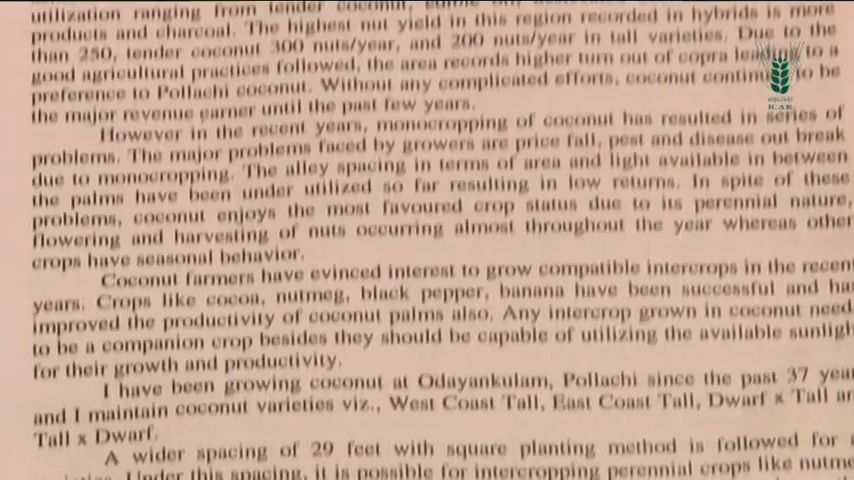 utilization ranging from tender coconut,
products and charcoal. The highest nut yield in this region recorded in hybrids is more
than 250, tender coconut 300 nuts/year, and 200 nuts/year in tall varieties. Due to the
good agricultural practices followed, the area records higher turn out of copra to a
preference to Pollachi coconut. Without any complicated efforts, coconut contin to be
the major revenue earner until the past few years.
However in the recent years, monocropping of coconut has resulted in series of
problems. The major problems faced by growers are price fall, pest and disease out break
due to monocropping. The alley spacing in terms of area and light available in between
the palms have been under utilized so far resulting in low returns. In spite of these
problems, coconut enjoys the most favoured crop status due to its perennial nature,
flowering and harvesting of nuts occurring almost throughout the year whereas other
crops have seasonal behavior.
Coconut farmers have evinced interest to grow compatible intercrops in the recent
years. Crops like cocoa, nutmeg, black pepper, banana have been successful and has
improved the productivity of coconut palms also. Any intercrop grown in coconut need
to be a companion crop besides they should be capable of utilizing the available sunligh
for their growth and productivity.
I have been growing coconut at Odayankulam, Pollachi since the past 37 year
and I maintain coconut varieties viz., West Coast Tall, East Coast Tall, Dwarf x Tall an
Tall x Dwarf.
A wider spacing of 29 feet with square planting method is followed for
Under this spacing, it is possible for intercropping perennial crops like nutme
ICAR